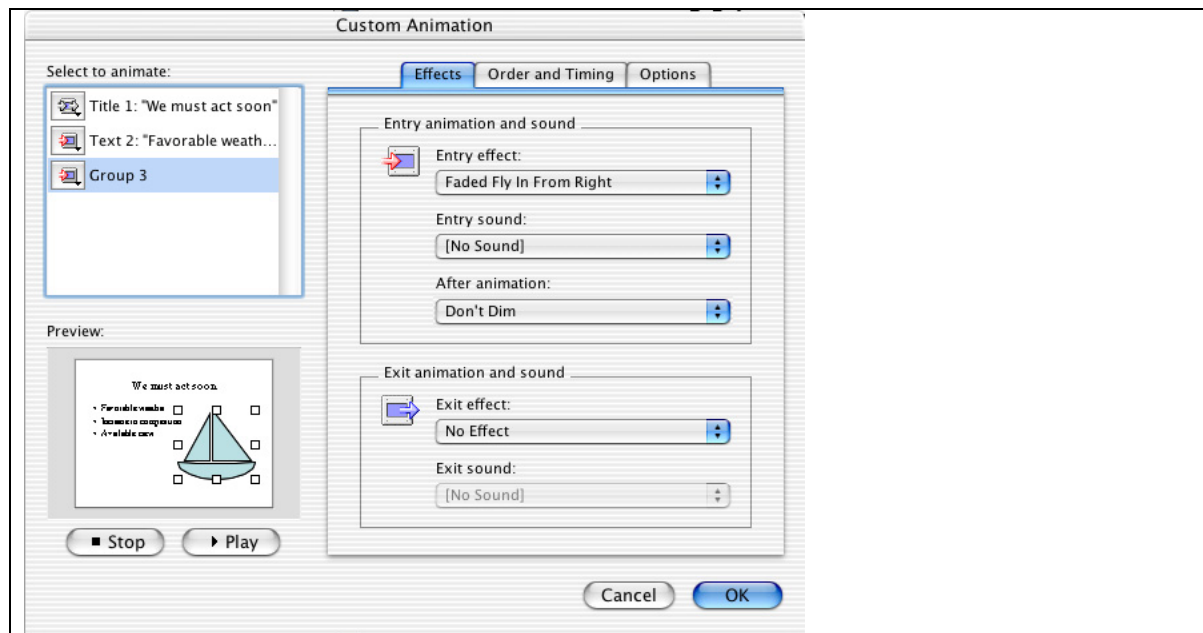 Custom Animation
Select to animate:
Title 1: "We must act soon"
Text 2: "Favorable weath...
Group 3
Preview:
We must act soon
Stop
Play
Effects
Order and Timing
Options
Entry animation and sound
Entry effect:
Faded Fly In From Right
Entry sound:
[No Sound]
After animation:
Don't Dim
Exit animation and sound
Exit effect:
No Effect
Exit sound:
[No Sound]
Cancel
OK